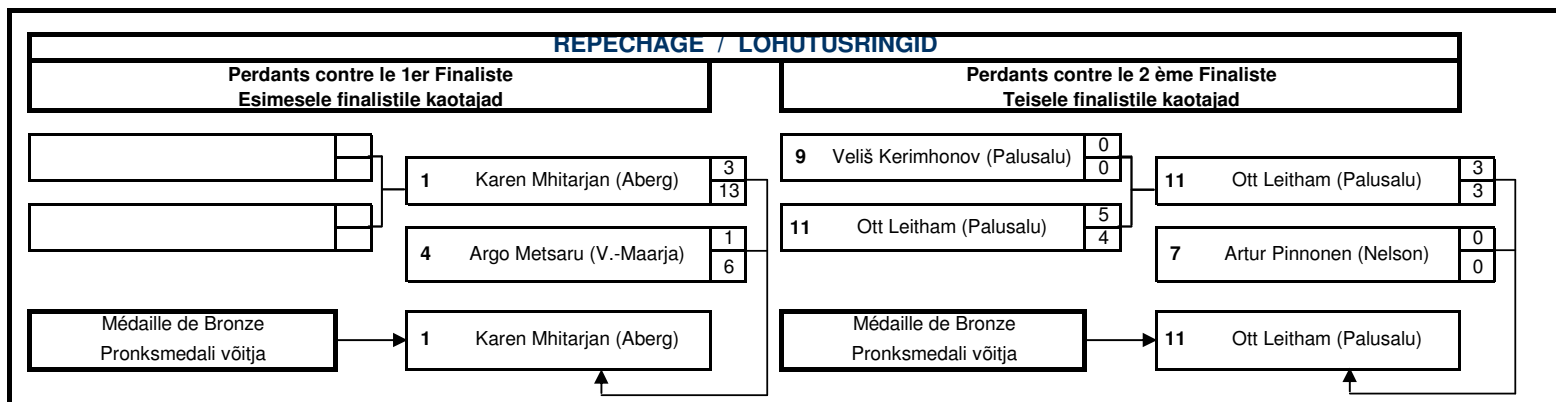 REPECHAGE / LOHUTUSRINGID
Perdants contre le 1er Finaliste
Esimesele finalistile kaotajad
Perdants contre le 2 ème Finaliste
Teisele finalistile kaotajad
1 Karen Mhitarjan (Aberg) 3
13
4 Argo Metsaru (V.-Maarja) 1
6
Médaille de Bronze
Pronksmedali võitja
1 Karen Mhitarjan (Aberg)
9 Veliš Kerimhonov (Palusalu) 0
0
11 Ott Leitham (Palusalu) 5
4
11 Ott Leitham (Palusalu) 3
3
7 Artur Pinnonen (Nelson) 0
0
Médaille de Bronze
Pronksmedali võitja
11 Ott Leitham (Palusalu)